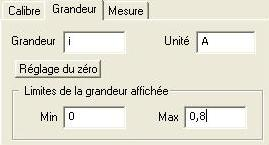 Calibre Grandeur Mesure
Grandeur i Unité A
Réglage du zéro
Limites de la grandeur affichée
Min 0 Max 0,8